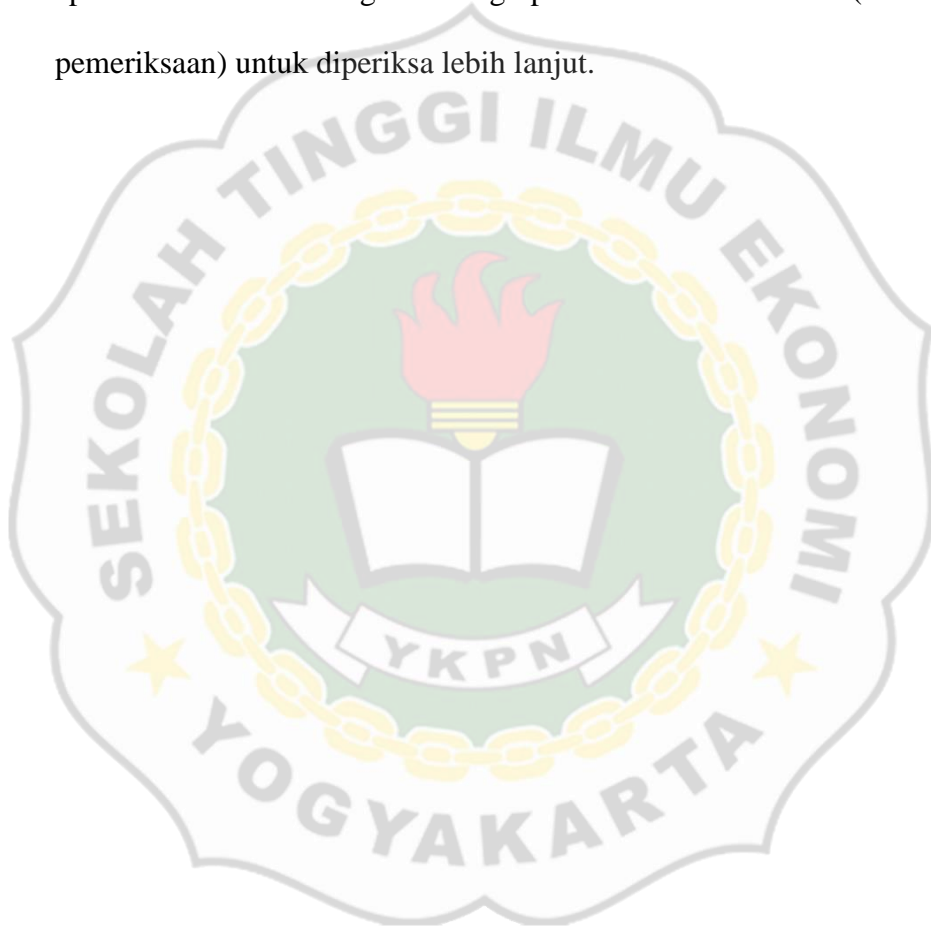 pemeriksaan) untuk diperiksa lebih lanjut.
SEKOLAH TINGGI ILMU EKONOMI
YKPN
YOGYAKARTA